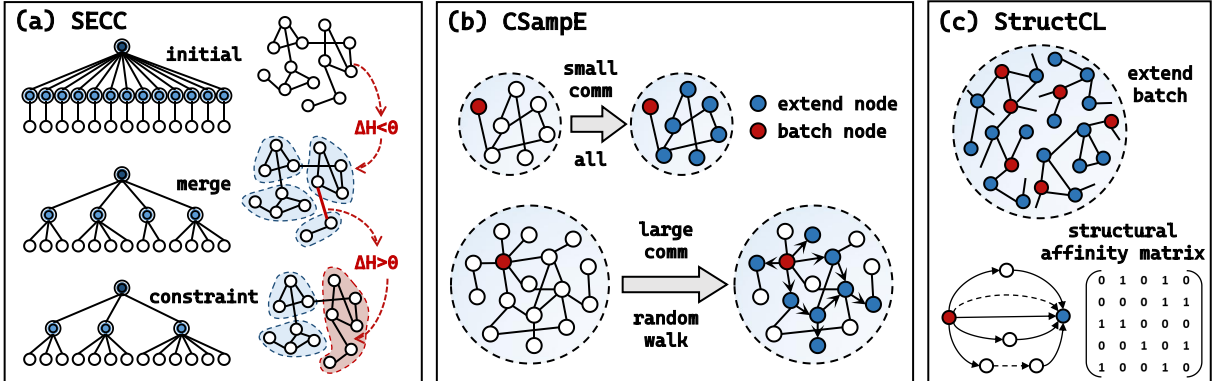 (a) SECC
initial
ΔH<θ
merge
ΔH>θ
constraint
(b) CSampE
small
comm
all
extend node
batch node
large
comm
random
walk
(c) StructCL
extend
batch
structural
affinity matrix
0 1 0 1 0
0 0 0 1 1
1 1 0 0 0
0 0 1 0 1
1 0 1 0 0